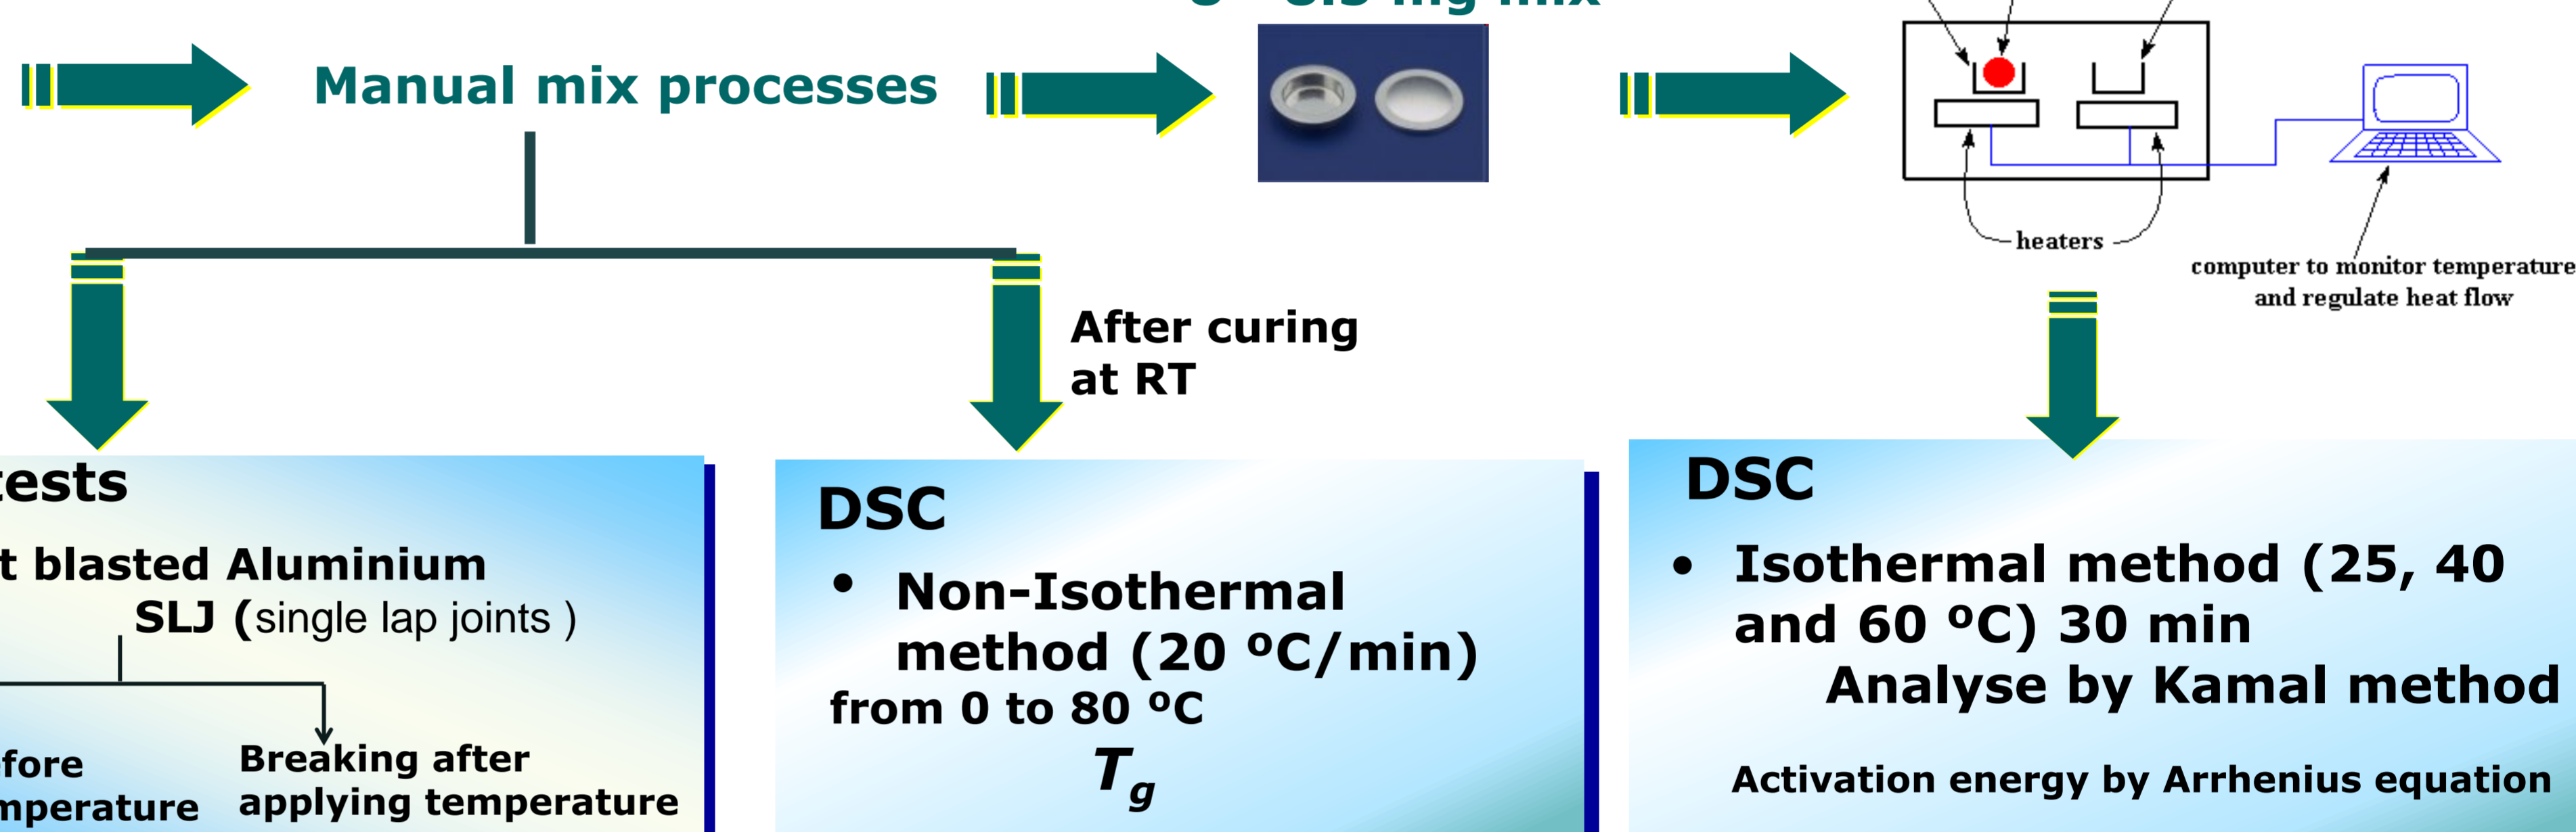 mg mix
Manual mix processes
heaters
computer to monitor temperature
and regulate heat flow
After curing
at RT
tests
blasted Aluminium
SLJ (single lap joints )
Breaking after
applying temperature
DSC
• Non-Isothermal
method (20 ºC/min)
from 0 to 80 ºC
Tg
DSC
• Isothermal method (25, 40
and 60 ºC) 30 min
Analyse by Kamal method
Activation energy by Arrhenius equation